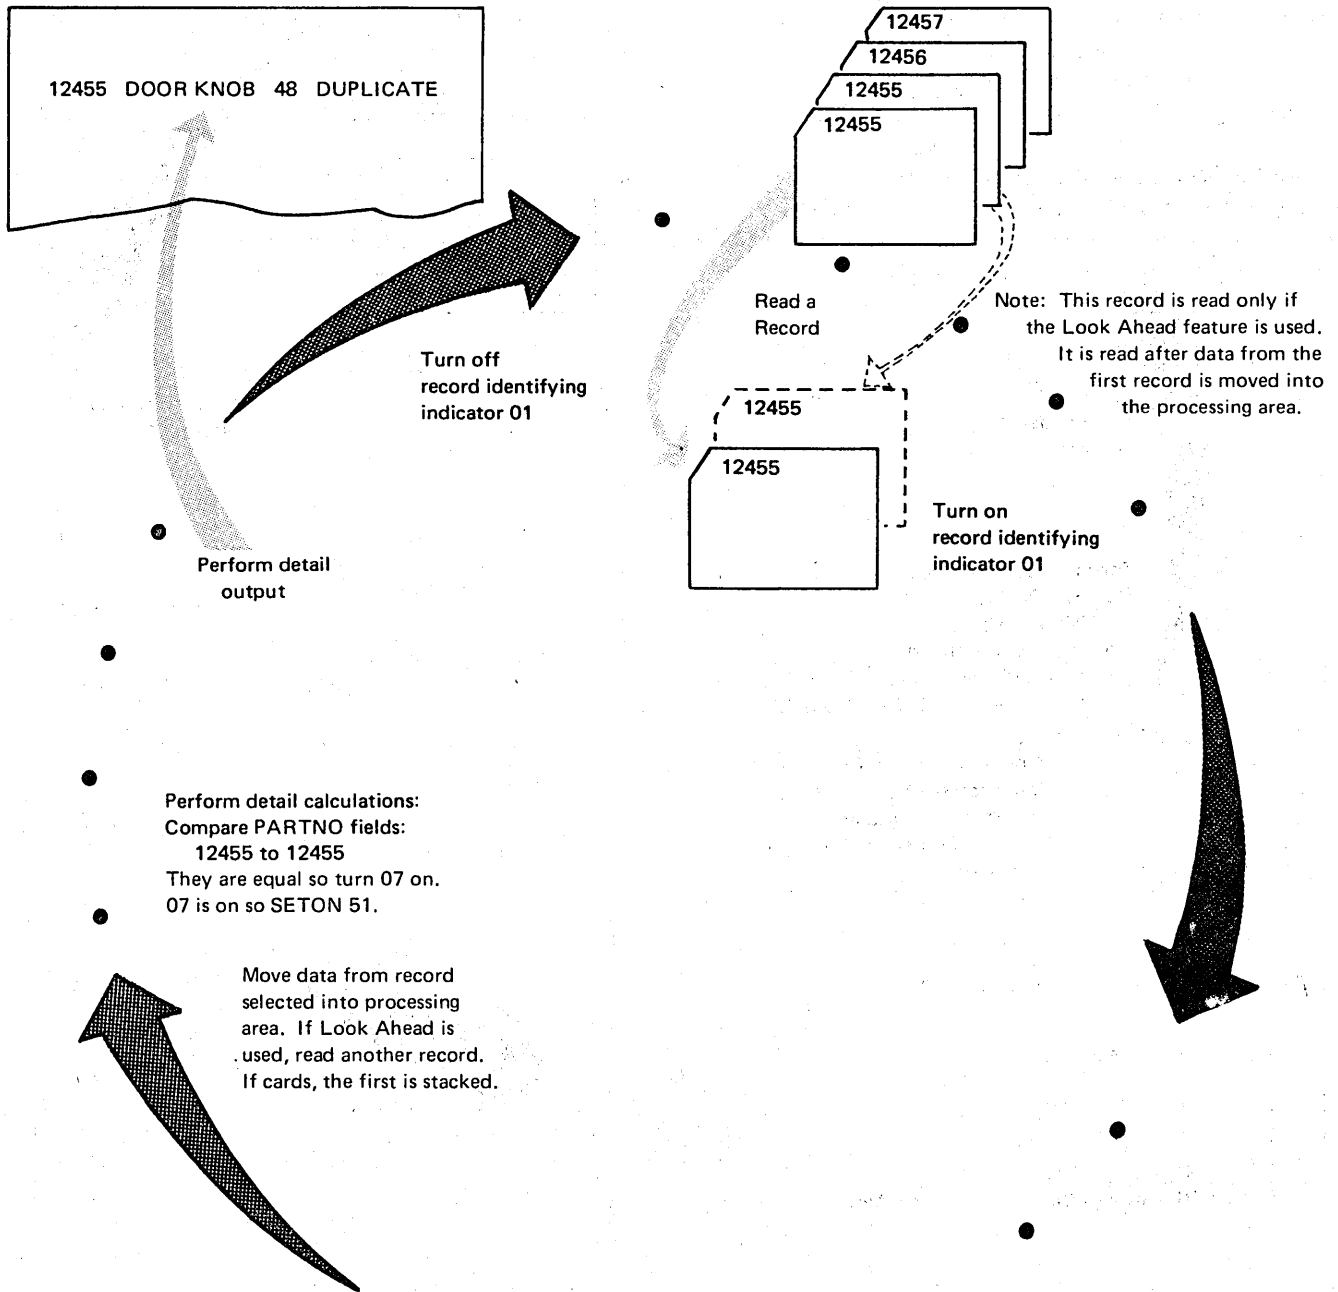 12455 DOOR KNOB 48 DUPLICATE
12457
12456
12455
12455
Read a
Record
Note: This record is read only if
the Look Ahead feature is used.
It is read after data from the
first record is moved into
the processing area.
Turn off
record identifying
indicator 01
12455
12455
Turn on
record identifying
indicator 01
Perform detail
output
Perform detail calculations:
Compare PARTNO fields:
12455 to 12455
They are equal so turn 07 on.
07 is on so SETON 51.
Move data from record
selected into processing
area. If Look Ahead is
used, read another record.
If cards, the first is stacked.